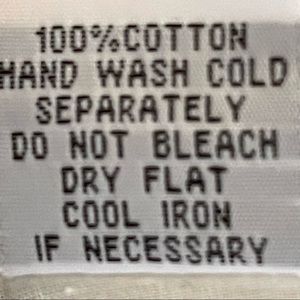 100%COTTON
HAND WASH COLD
SEPARATELY
DO NOT BLEACH
DRY FLAT
COOL IRON
IF NECESSARY